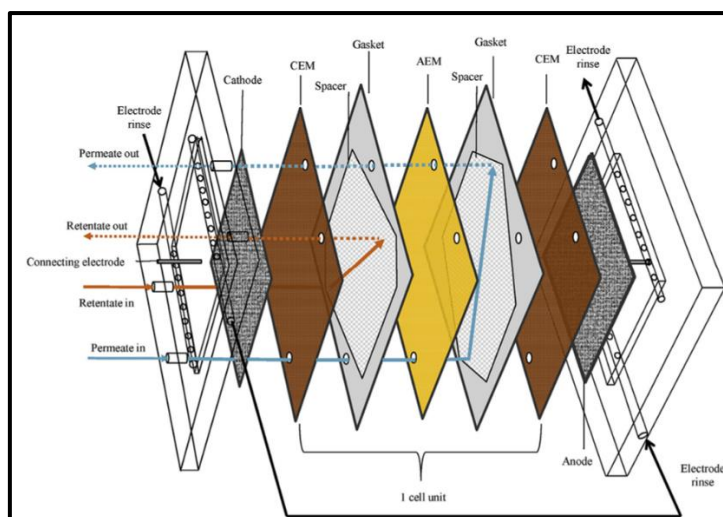 Gasket
Gasket
Electrode
rinse
CEM
AEM
CEM
Cathode
Spacer
Spacer
Electrode
rinse
Permeate out
Retentate out
Connecting electrode
Retentate in
Permeate in
Anode
Electrode
rinse
1 cell unit